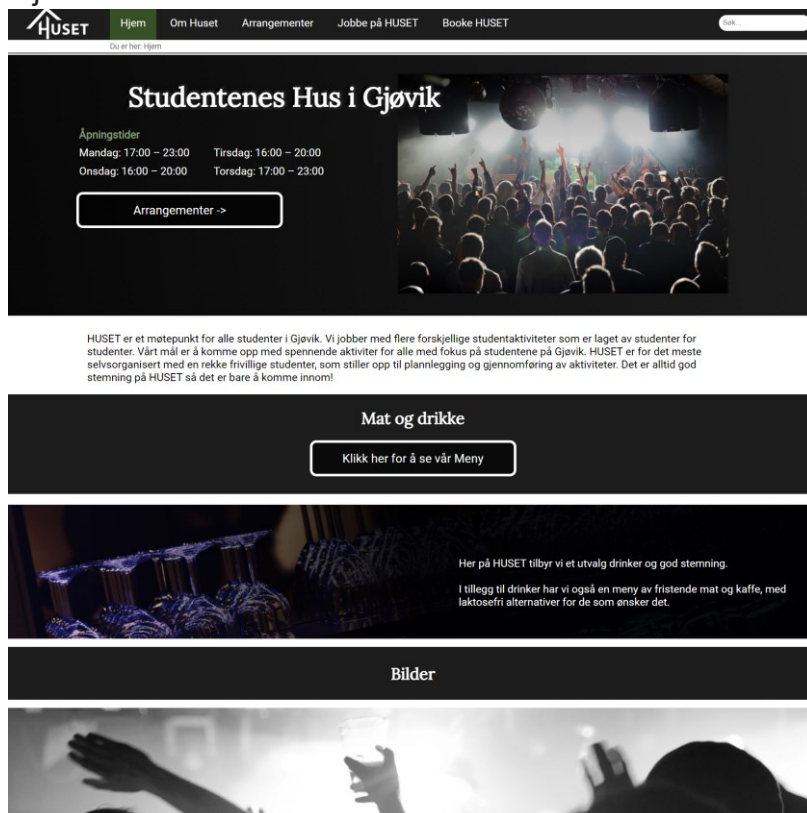 HUSET
Hjem
Om Huset
Arrangementer
Jobbe på HUSET
Booke HUSET
Søk...
Du er her: Hjem
Studentenes Hus i Gjøvik
Åpningstider
Mandag: 17:00 – 23:00
Tirsdag: 16:00 – 20:00
Onsdag: 16:00 – 20:00
Torsdag: 17:00 – 23:00
Arrangementer ->
HUSET er et møtepunkt for alle studenter i Gjøvik. Vi jobber med flere forskjellige studentaktiviteter som er laget av studenter for
studenter. Vårt mål er å komme opp med spennende aktiviter for alle med fokus på studentene på Gjøvik. HUSET er for det meste
selvsorganisert med en rekke frivillige studenter, som stiller opp til plannlegging og gjennomføring av aktiviteter. Det er alltid god
stemning på HUSET så det er bare å komme innom!
Mat og drikke
Klikk her for å se vår Meny
Her på HUSET tilbyr vi et utvalg drinker og god stemning.
I tillegg til drinker har vi også en meny av fristende mat og kaffe, med
laktosefri alternativer for de som ønsker det.
Bilder